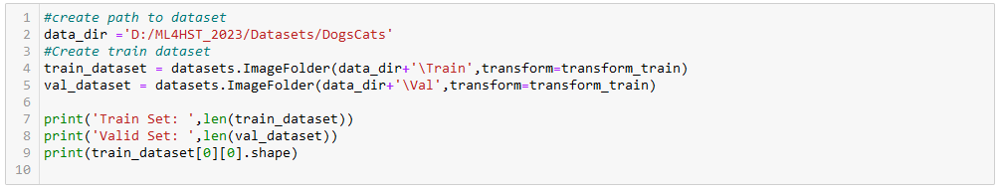 1 #create path to dataset
2 data_dir ='D:/ML4HST_2023/Datasets/DogsCats'
3 #Create train dataset
4 train_dataset = datasets.ImageFolder(data_dir+'\Train',transform=transform_train)
5 val_dataset = datasets.ImageFolder(data_dir+'\Val',transform=transform_train)
6
7 print('Train Set: ',len(train_dataset))
8 print('Valid Set: ',len(val_dataset))
9 print(train_dataset[0][0].shape)
10